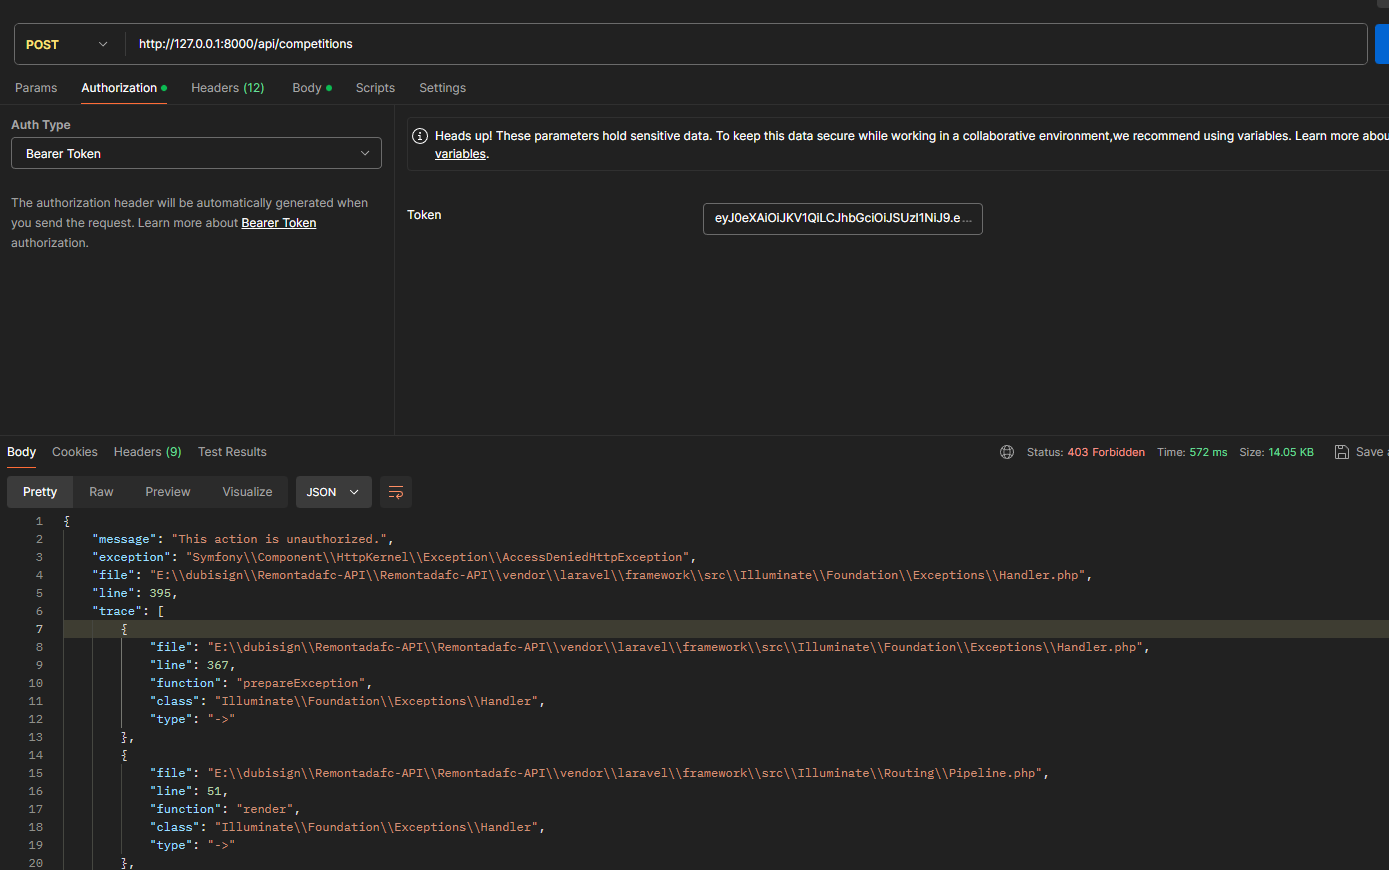 POST
http://127.0.0.1:8000/api/competitions
Params Authorization Headers (12) Body Scripts Settings
Auth Type
Bearer Token
The authorization header will be automatically generated when
you send the request. Learn more about Bearer Token
authorization.
Heads up! These parameters hold sensitive data. To keep this data secure while working in a collaborative environment,we recommend using variables. Learn more abou
variables.
Token
eyJ0eXAiOiJKV1QiLCJhbGciOiJSUzI1NiJ9.e...
Body Cookies Headers (9) Test Results
Status: 403 Forbidden Time: 572 ms Size: 14.05 KB Save
Pretty Raw Preview Visualize JSON
1 {
2 "message": "This action is unauthorized.",
3 "exception": "Symfony\\Component\\HttpKernel\\Exception\\AccessDeniedHttpException",
4 "file": "E:\\dubisign\\Remontadafc-API\\Remontadafc-API\\vendor\\laravel\\framework\\src\\Illuminate\\Foundation\\Exceptions\\Handler.php",
5 "line": 395,
6 "trace": [
7 {
8 "file": "E:\\dubisign\\Remontadafc-API\\Remontadafc-API\\vendor\\laravel\\framework\\src\\Illuminate\\Foundation\\Exceptions\\Handler.php",
9 "line": 367,
10 "function": "prepareException",
11 "class": "Illuminate\\Foundation\\Exceptions\\Handler",
12 "type": "->"
13 },
14 {
15 "file": "E:\\dubisign\\Remontadafc-API\\Remontadafc-API\\vendor\\laravel\\framework\\src\\Illuminate\\Routing\\Pipeline.php",
16 "line": 51,
17 "function": "render",
18 "class": "Illuminate\\Foundation\\Exceptions\\Handler",
19 "type": "->"
20 },